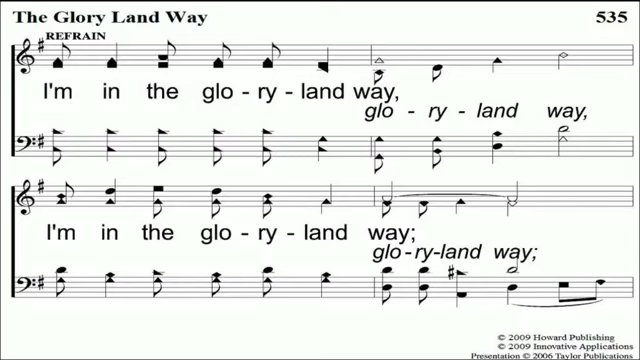 The Glory Land Way 535
REFRAIN
I'm in the glo - ry - land way,
glo - ry - land way,
I'm in the glo - ry - land way;
glo-ry-land way;
© 2009 Howard Publishing
© 2009 Innovative Applications
Presentation © 2006 Taylor Publications